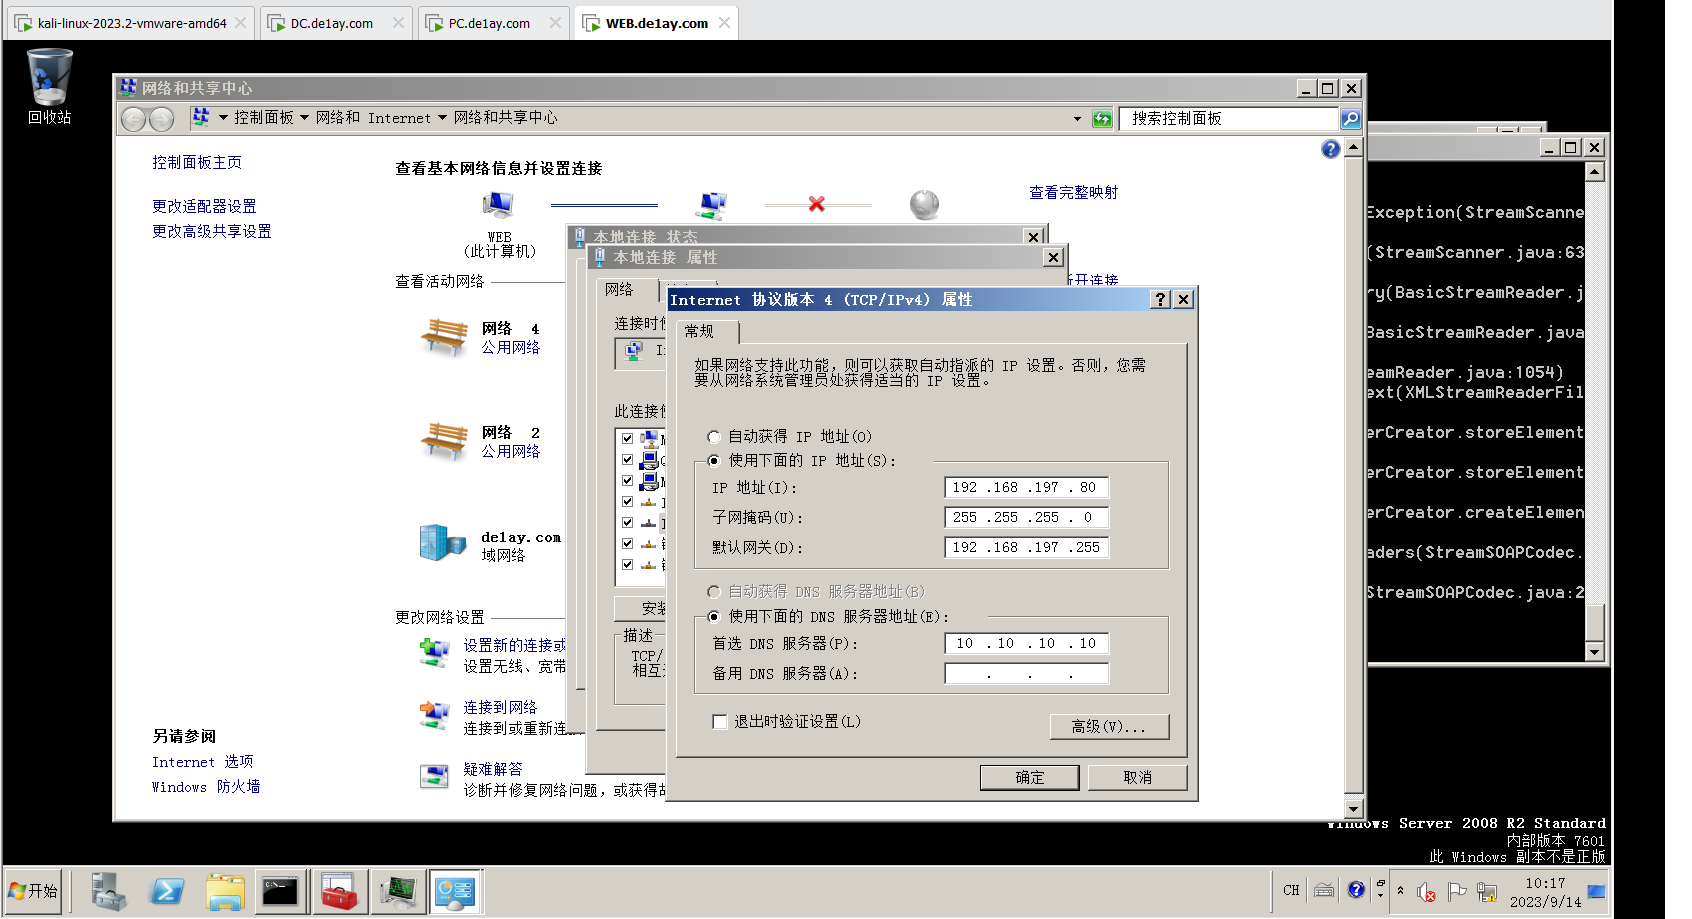 kali-linux-2023.2-vmware-amd64
DC.de1ay.com
PC.de1ay.com
WEB.de1ay.com
回收站
网络和共享中心
控制面板 网络和 Internet 网络和共享中心
搜索控制面板
控制面板主页
更改适配器设置
更改高级共享设置
查看基本网络信息并设置连接
查看完整映射
WEB
(此计算机)
查看活动网络
开连接
网络 4
公用网络
网络 2
公用网络
de1ay.com
域网络
更改网络设置
设置新的连接或
设置无线、宽带
连接到网络
连接到或重新连
疑难解答
诊断并修复网络问题，或获得
另请参阅
Internet 选项
Windows 防火墙
本地连接 状态
本地连接 属性
网络
连接时使
此连接使
安装
描述
TCP/
相互
Internet 协议版本 4 (TCP/IPv4) 属性
常规
如果网络支持此功能，则可以获取自动指派的 IP 设置。否则，您需
要从网络系统管理员处获得适当的 IP 设置。
自动获得 IP 地址(O)
使用下面的 IP 地址(S):
IP 地址(I): 192 .168 .197 . 80
子网掩码(U): 255 .255 .255 . 0
默认网关(D): 192 .168 .197 .255
自动获得 DNS 服务器地址(B)
使用下面的 DNS 服务器地址(E):
首选 DNS 服务器(P): 10 . 10 . 10 . 10
备用 DNS 服务器(A): . . .
退出时验证设置(L)
高级(V)...
确定
取消
Exception(StreamScanne
(StreamScanner.java:63
ry(BasicStreamReader.j
BasicStreamReader.java
eamReader.java:1054)
ext(XMLStreamReaderFil
erCreator.storeElement
erCreator.storeElement
erCreator.createElemen
aders(StreamSOAPCodec.
StreamSOAPCodec.java:2
Windows Server 2008 R2 Standard
内部版本 7601
此 Windows 副本不是正版
开始
CH
10:17
2023/9/14